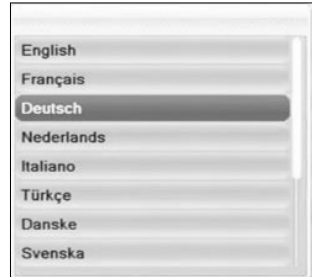 English
Français
Deutsch
Nederlands
Italiano
Türkçe
Danske
Svenska